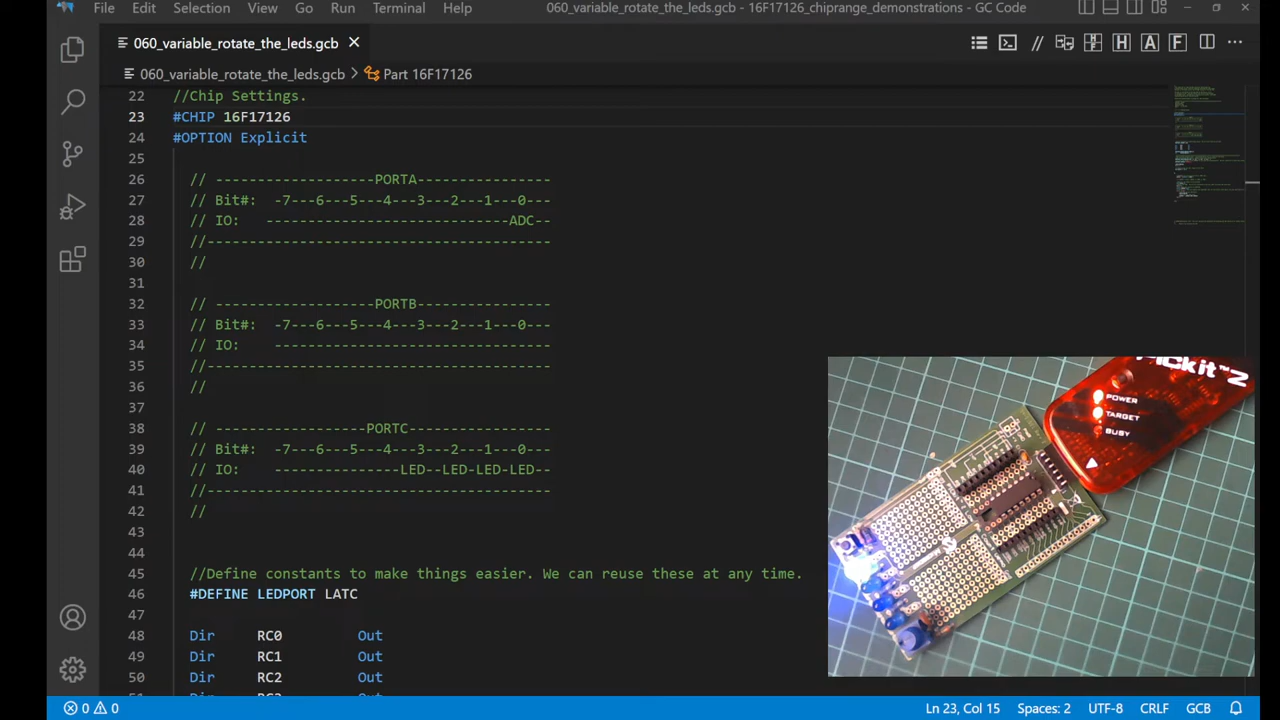 File Edit Selection View Go Run Terminal Help 060_variable_rotate_the_leds.gcb - 16F17126_chiprange_demonstrations - GC Code
060_variable_rotate_the_leds.gcb
060_variable_rotate_the_leds.gcb > Part 16F17126
22 //Chip Settings.
23 #CHIP 16F17126
24 #OPTION Explicit
25
26 // -------------------PORTA----------------
27 // Bit#: -7---6---5---4---3---2---1---0---
28 // IO: -----------------------------ADC--
29 //-----------------------------------------
30 //
31
32 // -------------------PORTB----------------
33 // Bit#: -7---6---5---4---3---2---1---0---
34 // IO: ---------------------------------
35 //-----------------------------------------
36 //
37
38 // ------------------PORTC-----------------
39 // Bit#: -7---6---5---4---3---2---1---0---
40 // IO: ---------------LED--LED-LED-LED--
41 //-----------------------------------------
42 //
43
44
45 //Define constants to make things easier. We can reuse these at any time.
46 #DEFINE LEDPORT LATC
47
48 Dir RC0 Out
49 Dir RC1 Out
50 Dir RC2 Out
PICkit™ 2
POWER
TARGET
BUSY
0 0 Ln 23, Col 15 Spaces: 2 UTF-8 CRLF GCB